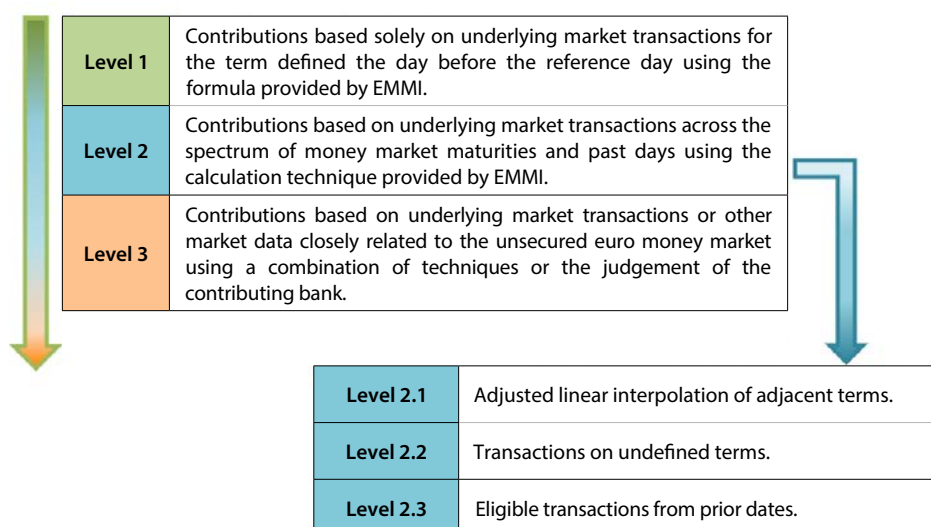 Level 1
Contributions based solely on underlying market transactions for
the term defined the day before the reference day using the
formula provided by EMMI.
Level 2
Contributions based on underlying market transactions across the
spectrum of money market maturities and past days using the
calculation technique provided by EMMI.
Level 3
Contributions based on underlying market transactions or other
market data closely related to the unsecured euro money market
using a combination of techniques or the judgement of the
contributing bank.
Level 2.1
Adjusted linear interpolation of adjacent terms.
Level 2.2
Transactions on undefined terms.
Level 2.3
Eligible transactions from prior dates.